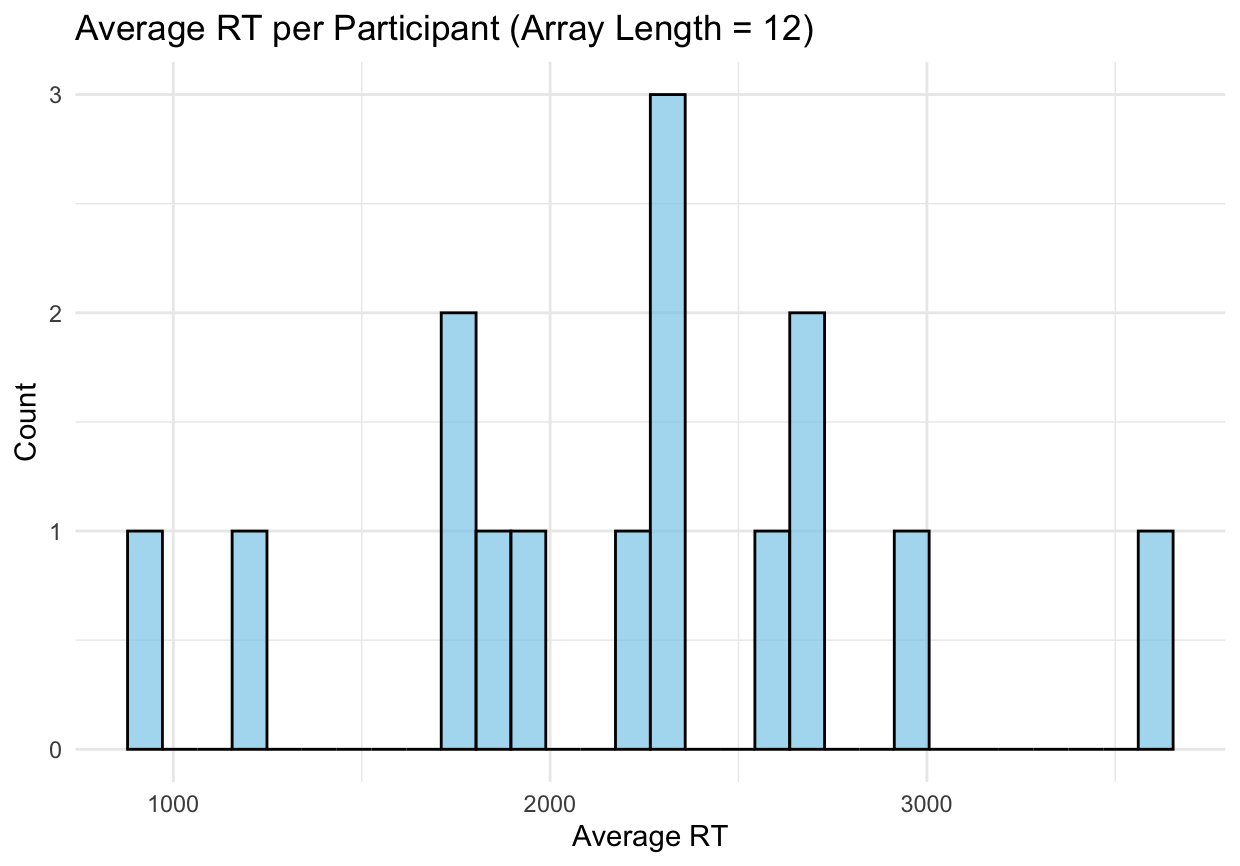 Average RT per Participant (Array Length = 12)
3
2
1
0
Count
1000 2000 3000
Average RT